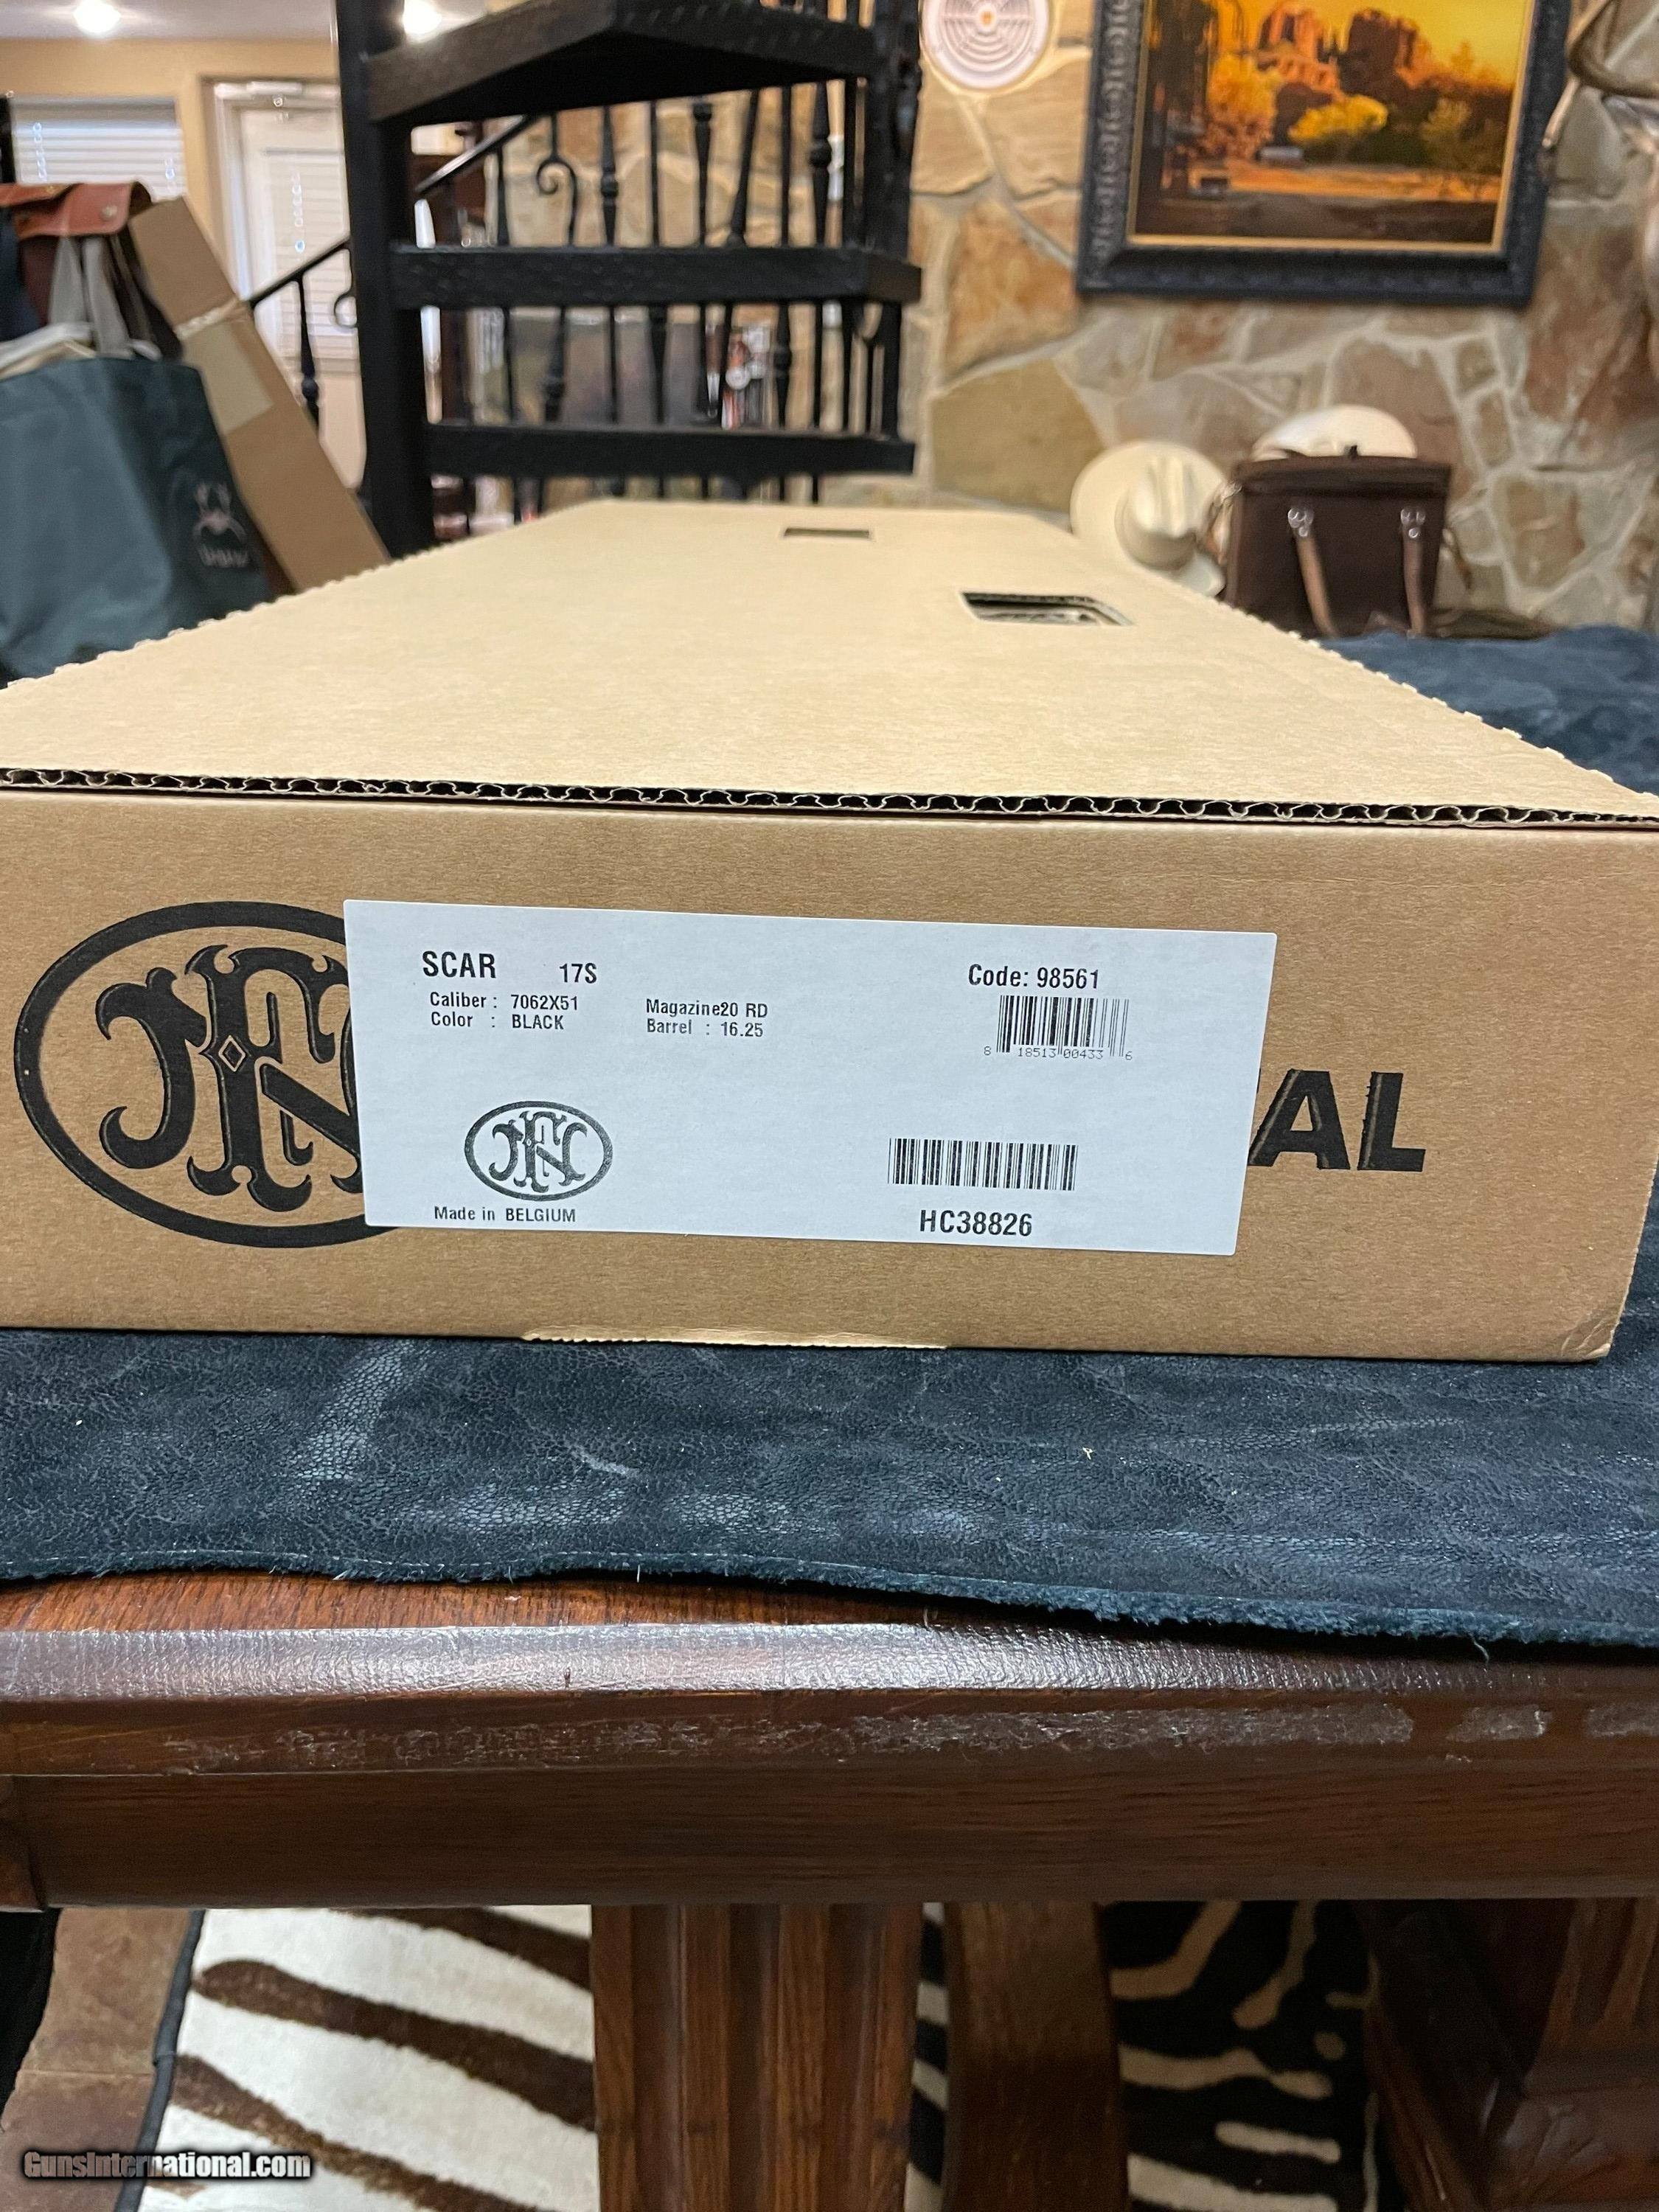 SCAR 17S
Code: 98561
Caliber : 7062X51 Magazine20 RD
Color : BLACK Barrel : 16.25
8 18513 00433 6
FN
FN
AL
Made in BELGIUM
HC38826
GunsInternational.com